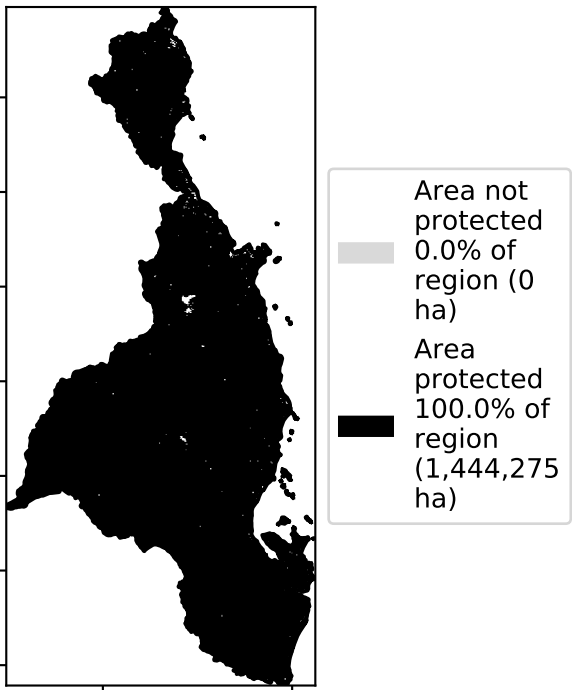 Area not
protected
0.0% of
region (0
ha)
Area
protected
100.0% of
region
(1,444,275
ha)